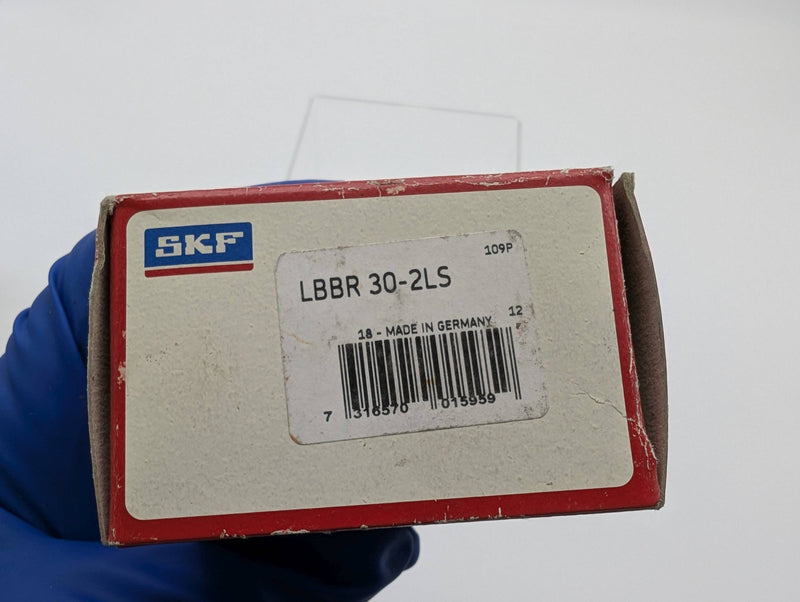 SKF
109P
LBBR 30-2LS
12
18 - MADE IN GERMANY
7 316570 015959